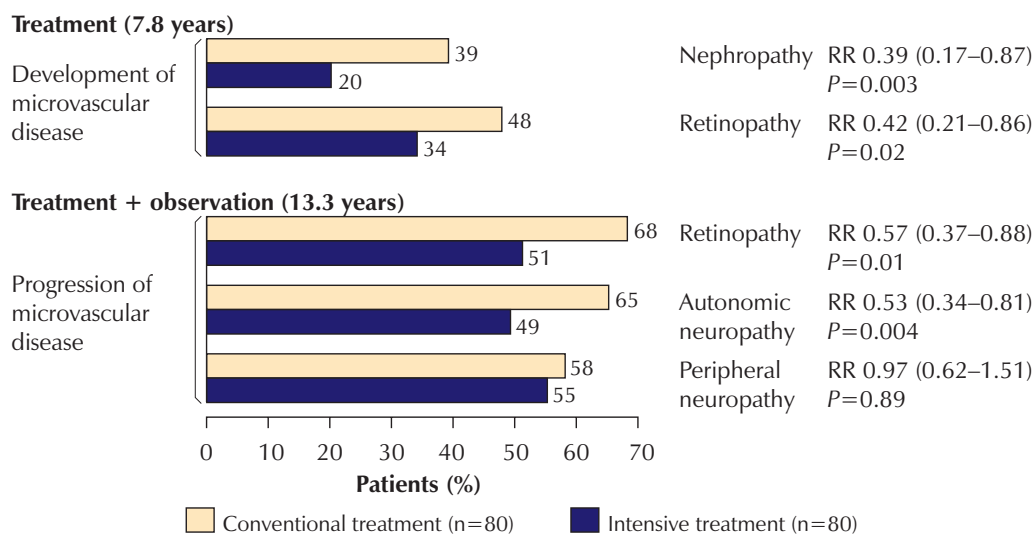 Treatment (7.8 years)
Development of
microvascular
disease
39
20
48
34
Nephropathy RR 0.39 (0.17–0.87)
P=0.003
Retinopathy RR 0.42 (0.21–0.86)
P=0.02
Treatment + observation (13.3 years)
Progression of
microvascular
disease
68
51
65
49
58
55
Retinopathy RR 0.57 (0.37–0.88)
P=0.01
Autonomic RR 0.53 (0.34–0.81)
neuropathy P=0.004
Peripheral RR 0.97 (0.62–1.51)
neuropathy P=0.89
0 10 20 30 40 50 60 70
Patients (%)
Conventional treatment (n=80) Intensive treatment (n=80)